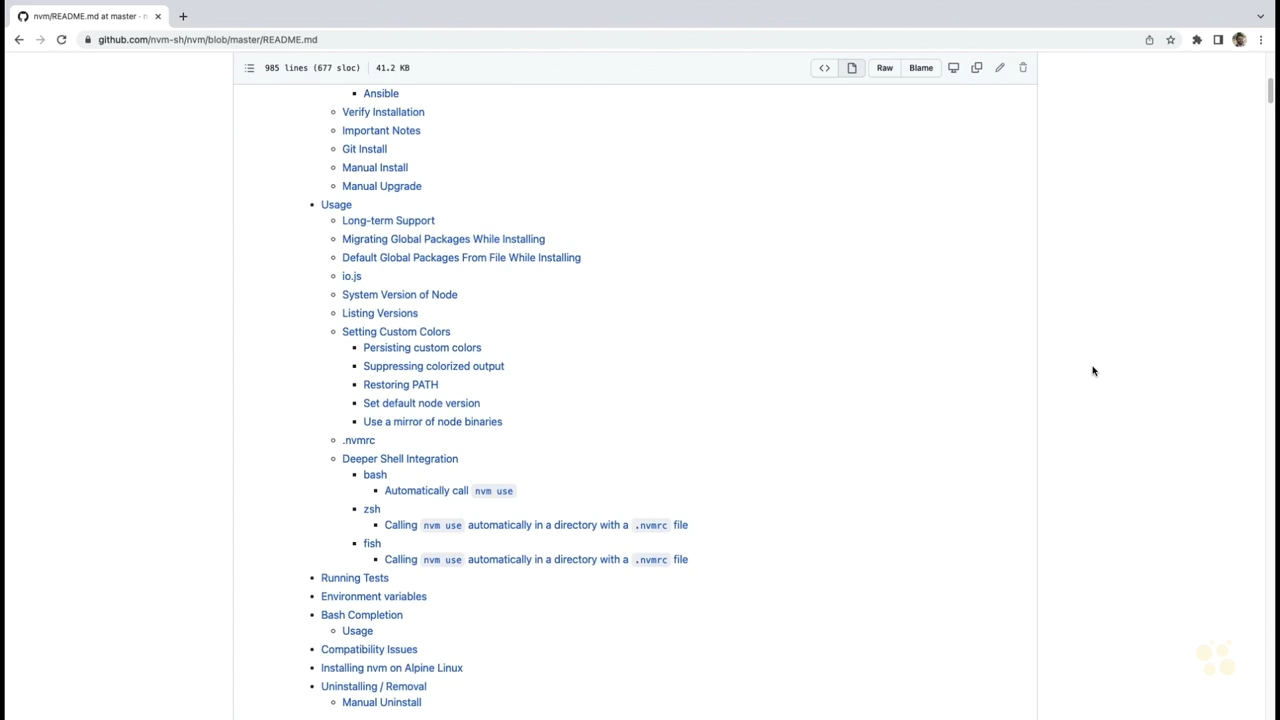 nvm/README.md at master · n
github.com/nvm-sh/nvm/blob/master/README.md
985 lines (677 sloc) 41.2 KB
Raw
Blame
Ansible
Verify Installation
Important Notes
Git Install
Manual Install
Manual Upgrade
Usage
Long-term Support
Migrating Global Packages While Installing
Default Global Packages From File While Installing
io.js
System Version of Node
Listing Versions
Setting Custom Colors
Persisting custom colors
Suppressing colorized output
Restoring PATH
Set default node version
Use a mirror of node binaries
.nvmrc
Deeper Shell Integration
bash
Automatically call nvm use
zsh
Calling nvm use automatically in a directory with a .nvmrc file
fish
Calling nvm use automatically in a directory with a .nvmrc file
Running Tests
Environment variables
Bash Completion
Usage
Compatibility Issues
Installing nvm on Alpine Linux
Uninstalling / Removal
Manual Uninstall